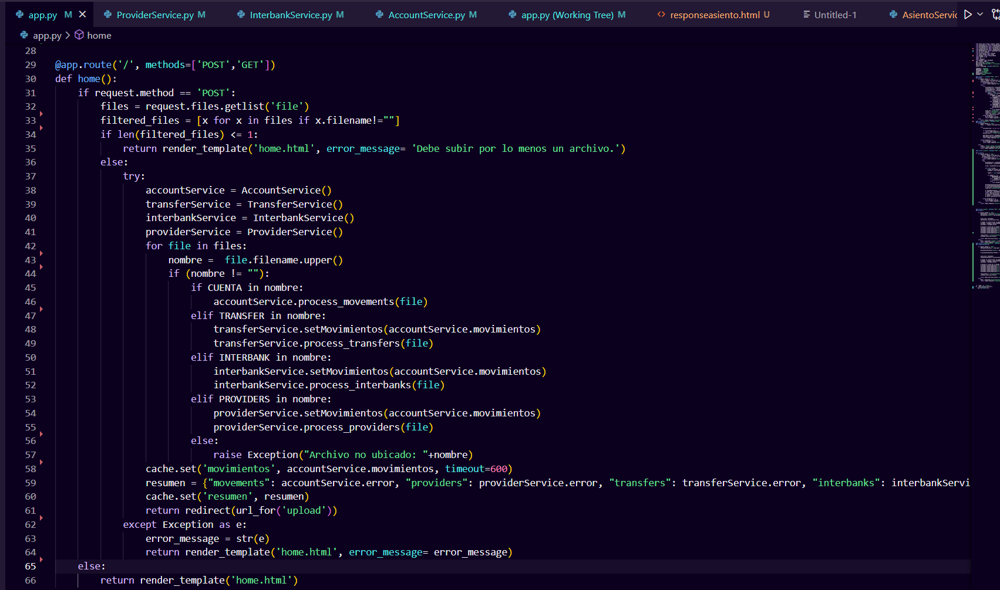 app.py M ProviderService.py M InterbankService.py M AccountService.py M app.py (Working Tree) M responseasiento.html U Untitled-1 AsientoServic
app.py > home
28
29 @app.route('/', methods=['POST','GET'])
30 def home():
31     if request.method == 'POST':
32         files = request.files.getlist('file')
33         filtered_files = [x for x in files if x.filename!=""]
34         if len(filtered_files) <= 1:
35             return render_template('home.html', error_message= 'Debe subir por lo menos un archivo.')
36         else:
37             try:
38                 accountService = AccountService()
39                 transferService = TransferService()
40                 interbankService = InterbankService()
41                 providerService = ProviderService()
42                 for file in files:
43                     nombre =  file.filename.upper()
44                     if (nombre != ""):
45                         if CUENTA in nombre:
46                             accountService.process_movements(file)
47                         elif TRANSFER in nombre:
48                             transferService.setMovimientos(accountService.movimientos)
49                             transferService.process_transfers(file)
50                         elif INTERBANK in nombre:
51                             interbankService.setMovimientos(accountService.movimientos)
52                             interbankService.process_interbanks(file)
53                         elif PROVIDERS in nombre:
54                             providerService.setMovimientos(accountService.movimientos)
55                             providerService.process_providers(file)
56                         else:
57                             raise Exception("Archivo no ubicado: "+nombre)
58                 cache.set('movimientos', accountService.movimientos, timeout=600)
59                 resumen = {"movements": accountService.error, "providers": providerService.error, "transfers": transferService.error, "interbanks": interbankServi
60                 cache.set('resumen', resumen)
61                 return redirect(url_for('upload'))
62             except Exception as e:
63                 error_message = str(e)
64                 return render_template('home.html', error_message= error_message)
65     else:
66         return render_template('home.html')